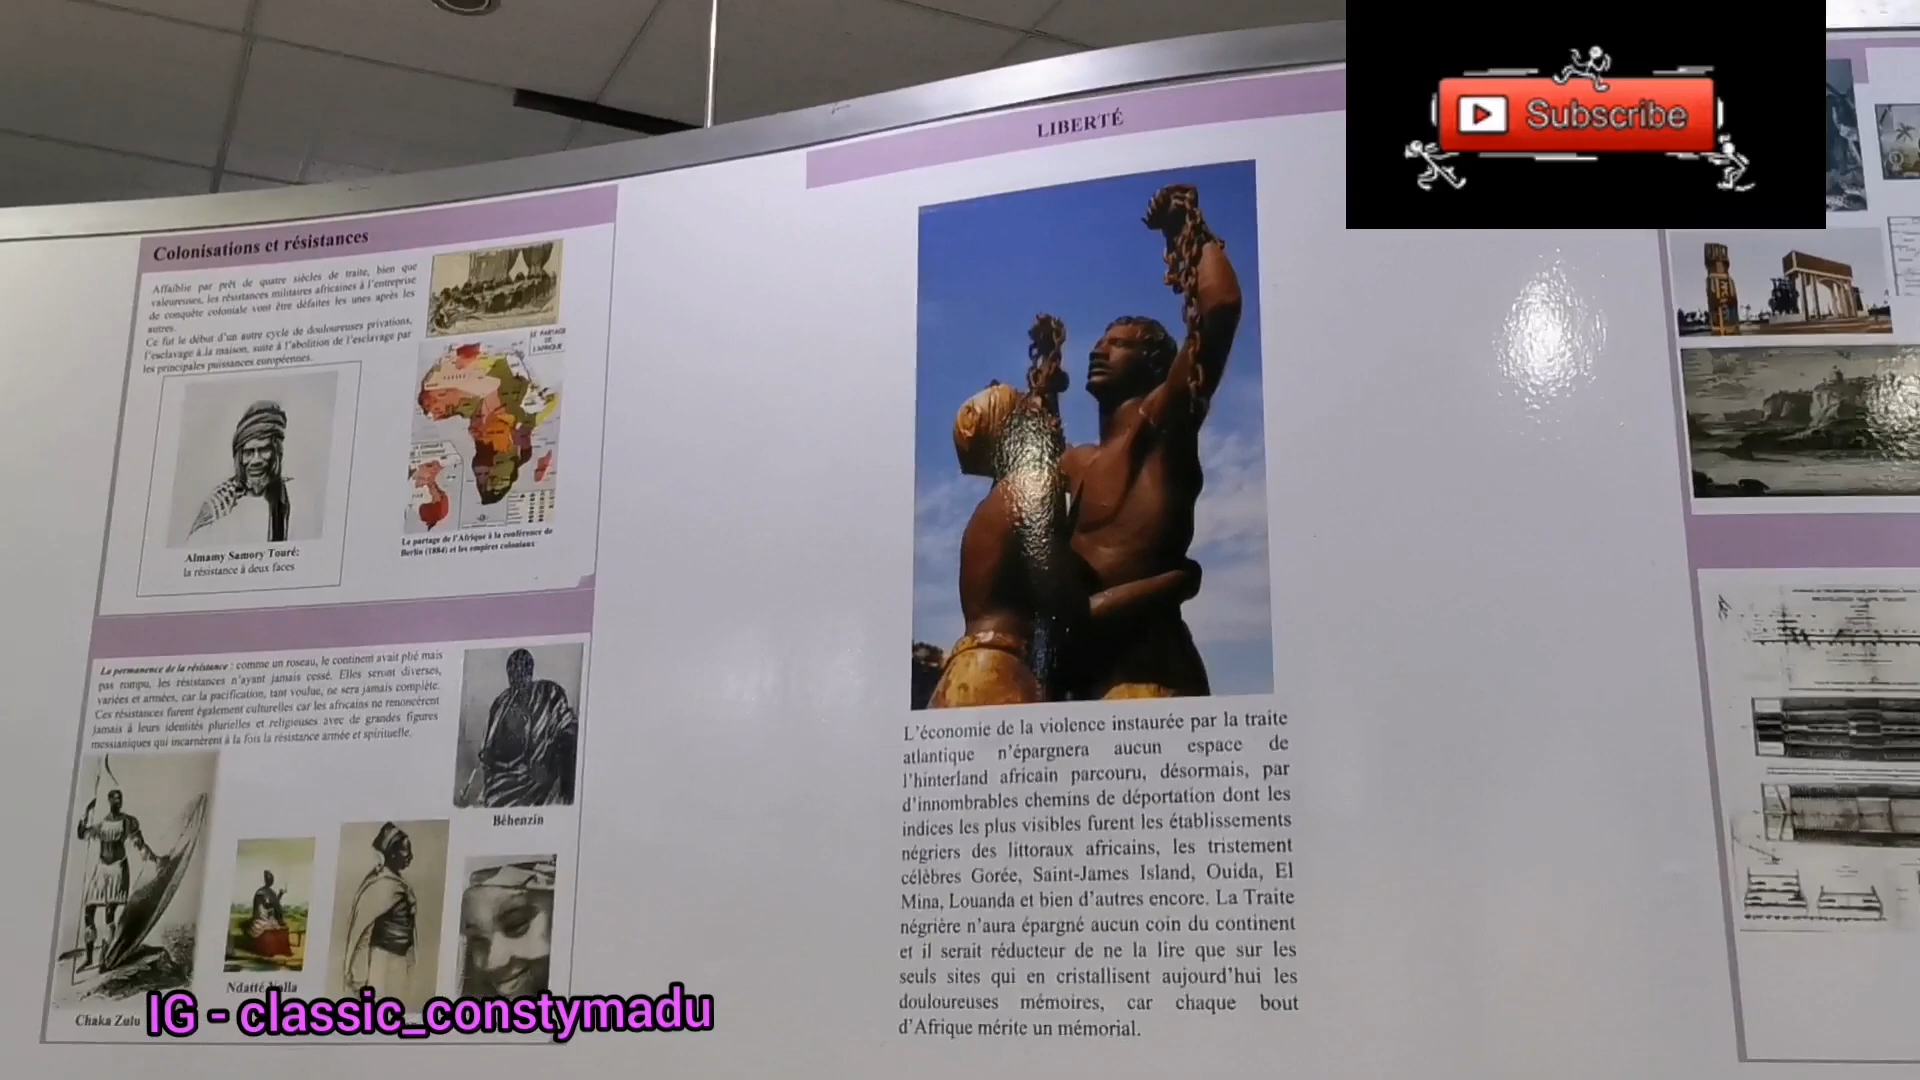 Colonisations et résistances
Affaiblie par près de quatre siècles de traite, bien que
valeureuses, les résistances militaires africaines à l'entreprise
de conquête coloniale vont être défaites les unes après les
autres.
Ce fut le début d'un autre cycle de douloureuses privations,
l'esclavage à la maison, suite à l'abolition de l'esclavage par
les principales puissances européennes.
LE PARTAGE
DE
L'AFRIQUE
Almamy Samory Touré:
la résistance à deux faces
Le partage de l'Afrique à la conférence de
Berlin (1884) et les empires coloniaux
La permanence de la résistance : comme un roseau, le continent avait plié mais
pas rompu, les résistances n'ayant jamais cessé. Elles seront diverses,
variées et armées, car la pacification, tant voulue, ne sera jamais complète.
Ces résistances furent également culturelles car les africains ne renoncèrent
jamais à leurs identités plurielles et religieuses avec de grandes figures
messianiques qui incarnèrent à la fois la résistance armée et spirituelle.
Béhenzin
Ndatté Yalla
Chaka Zulu
IG - classic_constymadu
LIBERTÉ
L'économie de la violence instaurée par la traite
atlantique n'épargnera aucun espace de
l'hinterland africain parcouru, désormais, par
d'innombrables chemins de déportation dont les
indices les plus visibles furent les établissements
négriers des littoraux africains, les tristement
célèbres Gorée, Saint-James Island, Ouida, El
Mina, Louanda et bien d'autres encore. La Traite
négrière n'aura épargné aucun coin du continent
et il serait réducteur de ne la lire que sur les
seuls sites qui en cristallisent aujourd'hui les
douloureuses mémoires, car chaque bout
d'Afrique mérite un mémorial.
Subscribe